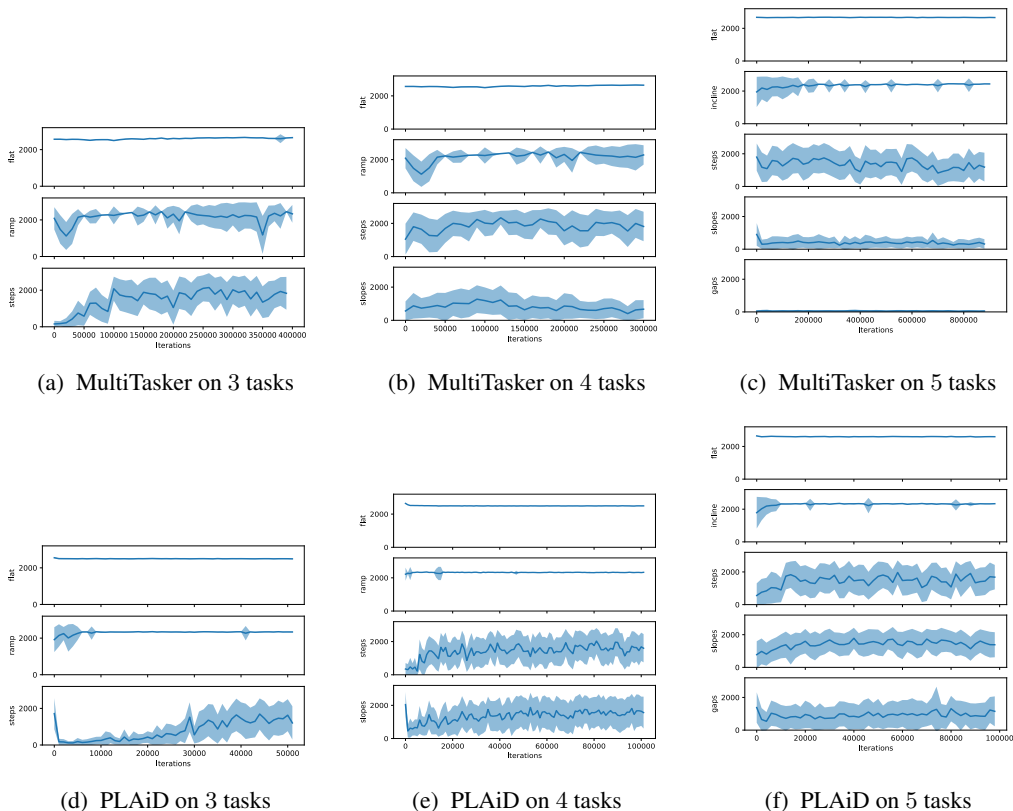 flat
2000
0
ramp
2000
0
steps
2000
0
0 50000 100000 150000 200000 250000 300000 350000 400000
Iterations
(a) MultiTasker on 3 tasks
flat
2000
0
ramp
2000
0
steps
2000
0
slopes
2000
0
0 50000 100000 150000 200000 250000 300000
Iterations
(b) MultiTasker on 4 tasks
flat
2000
0
incline
2000
0
steps
2000
0
slopes
2000
0
gaps
2000
0
0 200000 400000 600000 800000
Iterations
(c) MultiTasker on 5 tasks
flat
2000
0
ramp
2000
0
steps
2000
0
0 10000 20000 30000 40000 50000
Iterations
(d) PLAiD on 3 tasks
flat
2000
0
ramp
2000
0
steps
2000
0
slopes
2000
0
0 20000 40000 60000 80000 100000
Iterations
(e) PLAiD on 4 tasks
flat
2000
0
incline
2000
0
steps
2000
0
slopes
2000
0
gaps
2000
0
0 20000 40000 60000 80000 100000
Iterations
(f) PLAiD on 5 tasks